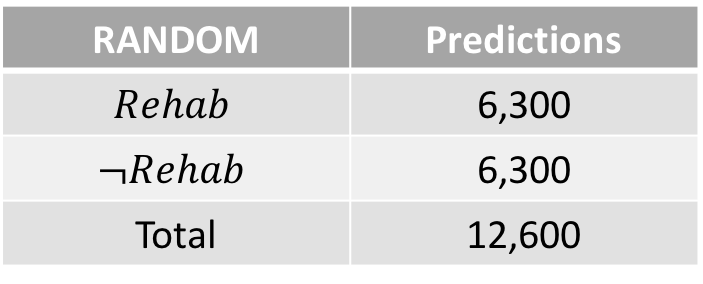 RANDOM Predictions
Rehab 6,300
¬Rehab 6,300
Total 12,600